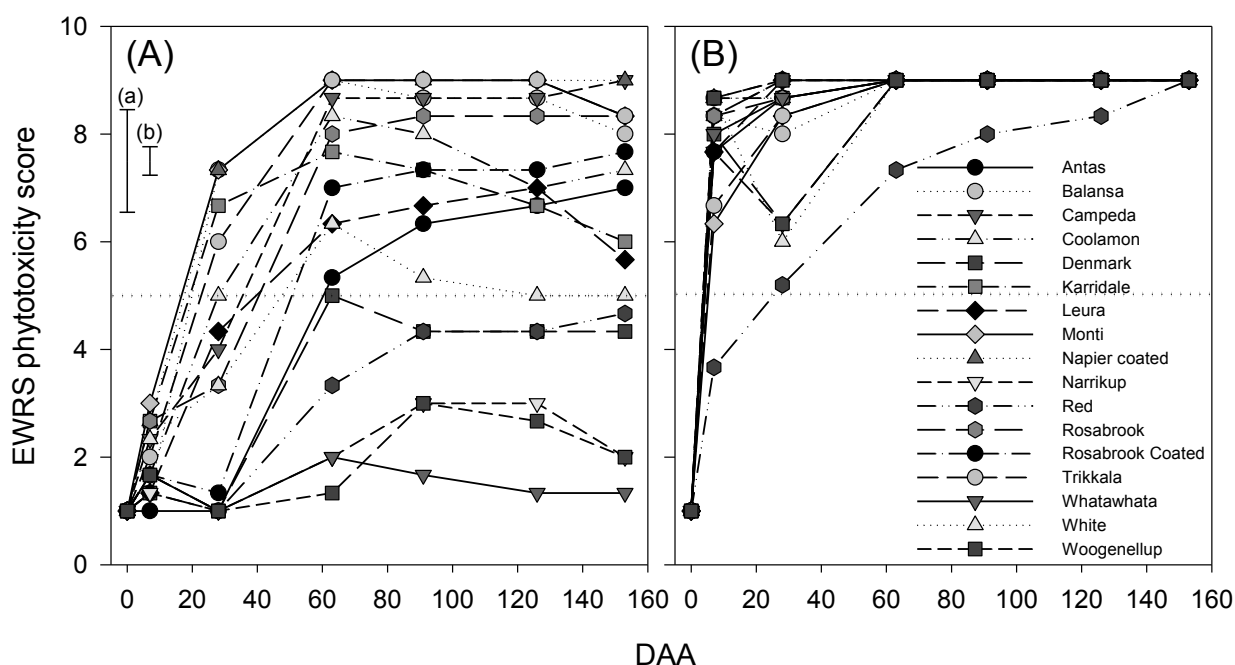 (A)
(B)
(a)
(b)
EWRS phytotoxicity score
10
8
6
4
2
0
0 20 40 60 80 100 120 140 160
0 20 40 60 80 100 120 140 160
DAA
Antas
Balansa
Campeda
Coolamon
Denmark
Karridale
Leura
Monti
Napier coated
Narrikup
Red
Rosabrook
Rosabrook Coated
Trikkala
Whatawhata
White
Woogenellup